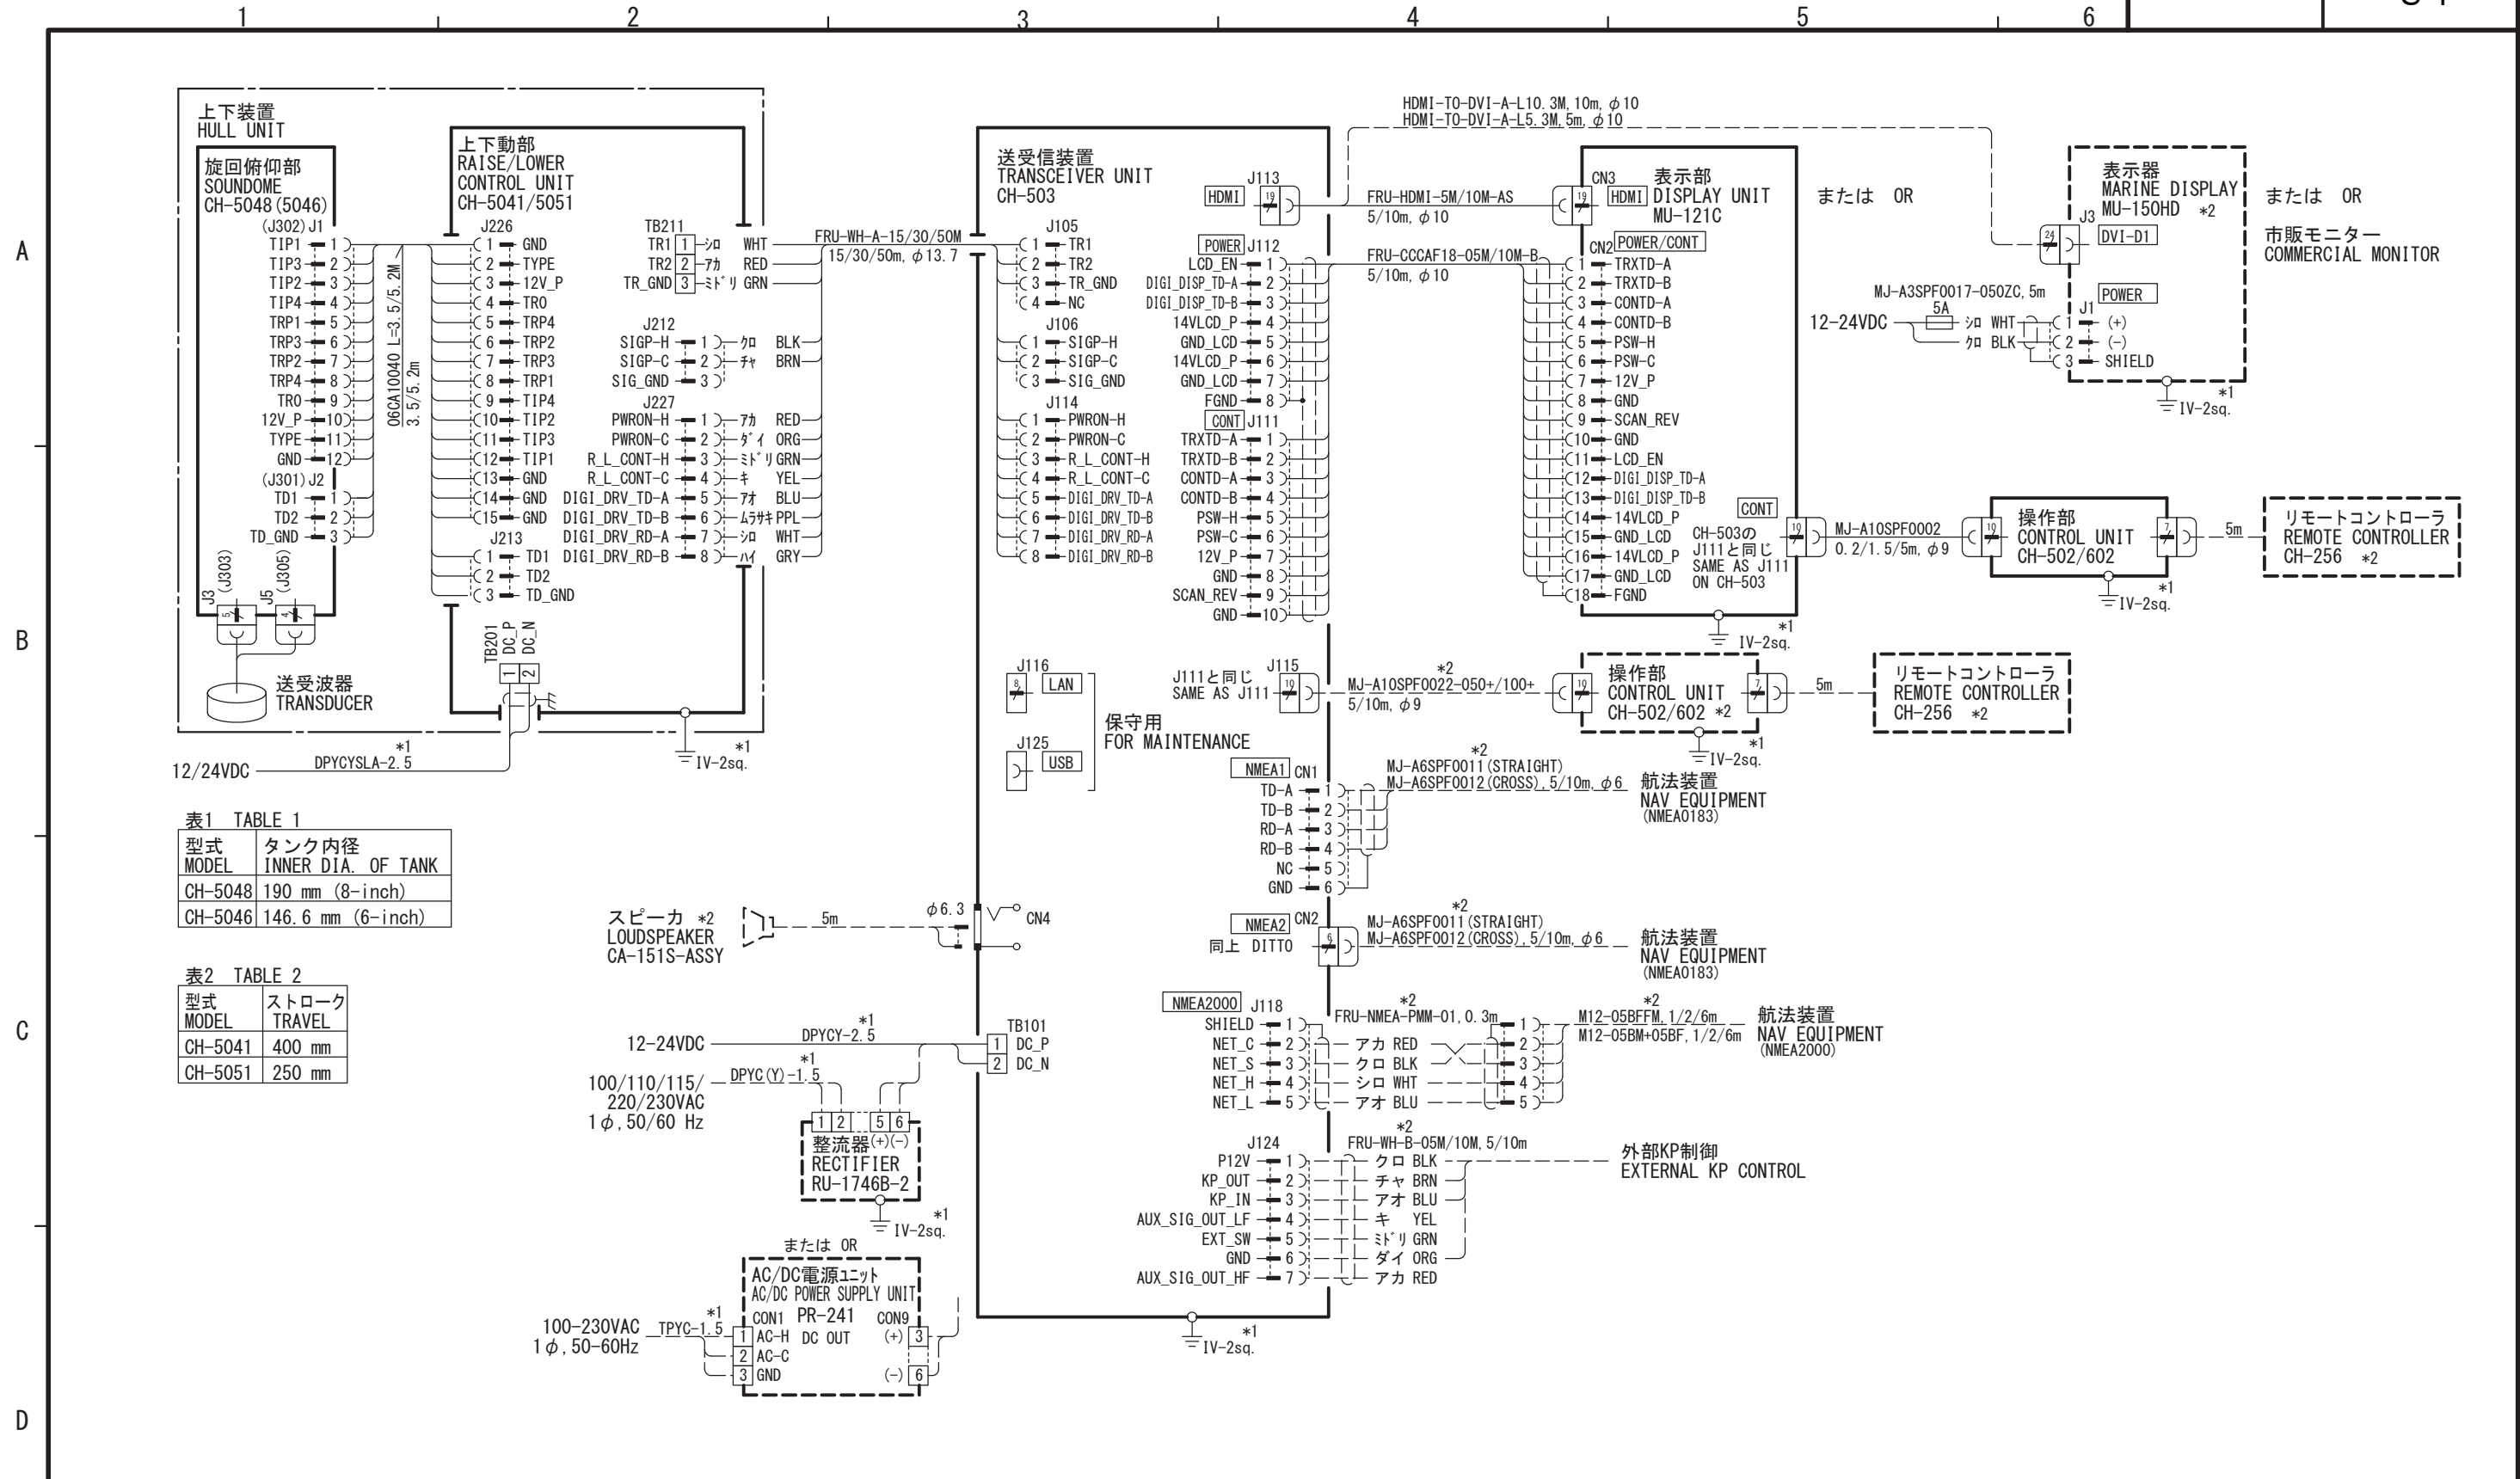 1
2
3
4
5
6
A
B
C
D
上下装置
HULL UNIT
旋回俯仰部
SOUNDOME
CH-5048(5046)
(J302) J1
TIP1 1
TIP3 2
TIP2 3
TIP4 4
TRP1 5
TRP3 6
TRP2 7
TRP4 8
TRO 9
12V_P 10
TYPE 11
GND 12
(J301) J2
TD1 1
TD2 2
TD_GND 3
J3
(J303)
5
J5
(J305)
4
送受波器
TRANSDUCER
06CA10040 L=3.5/5.2M
3.5/5.2m
上下動部
RAISE/LOWER
CONTROL UNIT
CH-5041/5051
J226
1 GND
2 TYPE
3 12V_P
4 TRO
5 TRP4
6 TRP2
7 TRP3
8 TRP1
9 TIP4
10 TIP2
11 TIP3
12 TIP1
13 GND
14 GND
15 GND
J213
1 TD1
2 TD2
3 TD_GND
TB201
DC_P
DC_N
1
2
TB211
TR1 1 シロ WHT
TR2 2 アカ RED
TR_GND 3 ミドリ GRN
J212
SIGP-H 1 クロ BLK
SIGP-C 2 チャ BRN
SIG_GND 3
J227
PWRON-H 1 アカ RED
PWRON-C 2 ダイ ORG
R_L_CONT-H 3 ミドリ GRN
R_L_CONT-C 4 キ YEL
DIGI_DRV_TD-A 5 アオ BLU
DIGI_DRV_TD-B 6 ムラサキ PPL
DIGI_DRV_RD-A 7 シロ WHT
DIGI_DRV_RD-B 8 ハイ GRY
*1
IV-2sq.
12/24VDC
*1
DPYCYSLA-2.5
FRU-WH-A-15/30/50M
15/30/50m, φ13.7
表1 TABLE 1
型式 タンク内径
MODEL INNER DIA. OF TANK
CH-5048 190 mm (8-inch)
CH-5046 146.6 mm (6-inch)
表2 TABLE 2
型式 ストローク
MODEL TRAVEL
CH-5041 400 mm
CH-5051 250 mm
送受信装置
TRANSCEIVER UNIT
CH-503
J105
1 TR1
2 TR2
3 TR_GND
4 NC
J106
1 SIGP-H
2 SIGP-C
3 SIG_GND
J114
1 PWRON-H
2 PWRON-C
3 R_L_CONT-H
4 R_L_CONT-C
5 DIGI_DRV_TD-A
6 DIGI_DRV_TD-B
7 DIGI_DRV_RD-A
8 DIGI_DRV_RD-B
J113
HDMI 19
POWER J112
LCD_EN 1
DIGI_DISP_TD-A 2
DIGI_DISP_TD-B 3
14VLCD_P 4
GND_LCD 5
14VLCD_P 6
GND_LCD 7
FGND 8
CONT J111
TRXTD-A 1
TRXTD-B 2
CONTD-A 3
CONTD-B 4
PSW-H 5
PSW-C 6
12V_P 7
GND 8
SCAN_REV 9
GND 10
J116
8 LAN
J125
USB
保守用
FOR MAINTENANCE
J111と同じ
SAME AS J111
J115
10
NMEA1 CN1
TD-A 1
TD-B 2
RD-A 3
RD-B 4
NC 5
GND 6
NMEA2 CN2
同上 DITTO 6
NMEA2000 J118
SHIELD 1
NET_C 2 アカ RED
NET_S 3 クロ BLK
NET_H 4 シロ WHT
NET_L 5 アオ BLU
1
2
3
4
5
J124
P12V 1 クロ BLK
KP_OUT 2 チャ BRN
KP_IN 3 アオ BLU
AUX_SIG_OUT_LF 4 キ YEL
EXT_SW 5 ミドリ GRN
GND 6 ダイ ORG
AUX_SIG_OUT_HF 7 アカ RED
*1
IV-2sq.
スピーカ *2
LOUDSPEAKER
CA-151S-ASSY
5m
φ6.3
CN4
12-24VDC
*1
DPYCY-2.5
TB101
1 DC_P
2 DC_N
100/110/115/
220/230VAC
1φ, 50/60 Hz
*1
DPYC(Y)-1.5
1 2 5 6
整流器 (+)(-)
RECTIFIER
RU-1746B-2
*1
IV-2sq.
または OR
AC/DC電源ユニット
AC/DC POWER SUPPLY UNIT
CON1 PR-241 CON9
100-230VAC
1φ, 50-60Hz
*1
TPYC-1.5
1 AC-H DC OUT (+) 3
2 AC-C
3 GND (-) 6
HDMI-TO-DVI-A-L10.3M, 10m, φ10
HDMI-TO-DVI-A-L5.3M, 5m, φ10
FRU-HDMI-5M/10M-AS
5/10m, φ10
FRU-CCCAF18-05M/10M-B
5/10m, φ10
CN3
19 HDMI
表示部
DISPLAY UNIT
MU-121C
CN2 POWER/CONT
1 TRXTD-A
2 TRXTD-B
3 CONTD-A
4 CONTD-B
5 PSW-H
6 PSW-C
7 12V_P
8 GND
9 SCAN_REV
10 GND
11 LCD_EN
12 DIGI_DISP_TD-A
13 DIGI_DISP_TD-B
14 14VLCD_P
15 GND_LCD
16 14VLCD_P
17 GND_LCD
18 FGND
CONT
CH-503の
J111と同じ
SAME AS J111
ON CH-503
10
*1
IV-2sq.
MJ-A10SPF0002
0.2/1.5/5m, φ9
10
操作部
CONTROL UNIT
CH-502/602
7
*1
IV-2sq.
5m
リモートコントローラ
REMOTE CONTROLLER
CH-256 *2
または OR
表示器
MARINE DISPLAY
MU-150HD *2
J3
24 DVI-D1
J1 POWER
1 (+)
2 (-)
3 SHIELD
MJ-A3SPF0017-050ZC, 5m
12-24VDC
5A
シロ WHT
クロ BLK
*1
IV-2sq.
または OR
市販モニター
COMMERCIAL MONITOR
*2
MJ-A10SPF0022-050+/100+
5/10m, φ9
10
操作部
CONTROL UNIT
CH-502/602 *2
7
*1
IV-2sq.
5m
リモートコントローラ
REMOTE CONTROLLER
CH-256 *2
*2
MJ-A6SPF0011(STRAIGHT)
MJ-A6SPF0012(CROSS), 5/10m, φ6
航法装置
NAV EQUIPMENT
(NMEA0183)
*2
MJ-A6SPF0011(STRAIGHT)
MJ-A6SPF0012(CROSS), 5/10m, φ6
航法装置
NAV EQUIPMENT
(NMEA0183)
*2
FRU-NMEA-PMM-01, 0.3m
*2
M12-05BFFM, 1/2/6m
M12-05BM+05BF, 1/2/6m
航法装置
NAV EQUIPMENT
(NMEA2000)
*2
FRU-WH-B-05M/10M, 5/10m
外部KP制御
EXTERNAL KP CONTROL